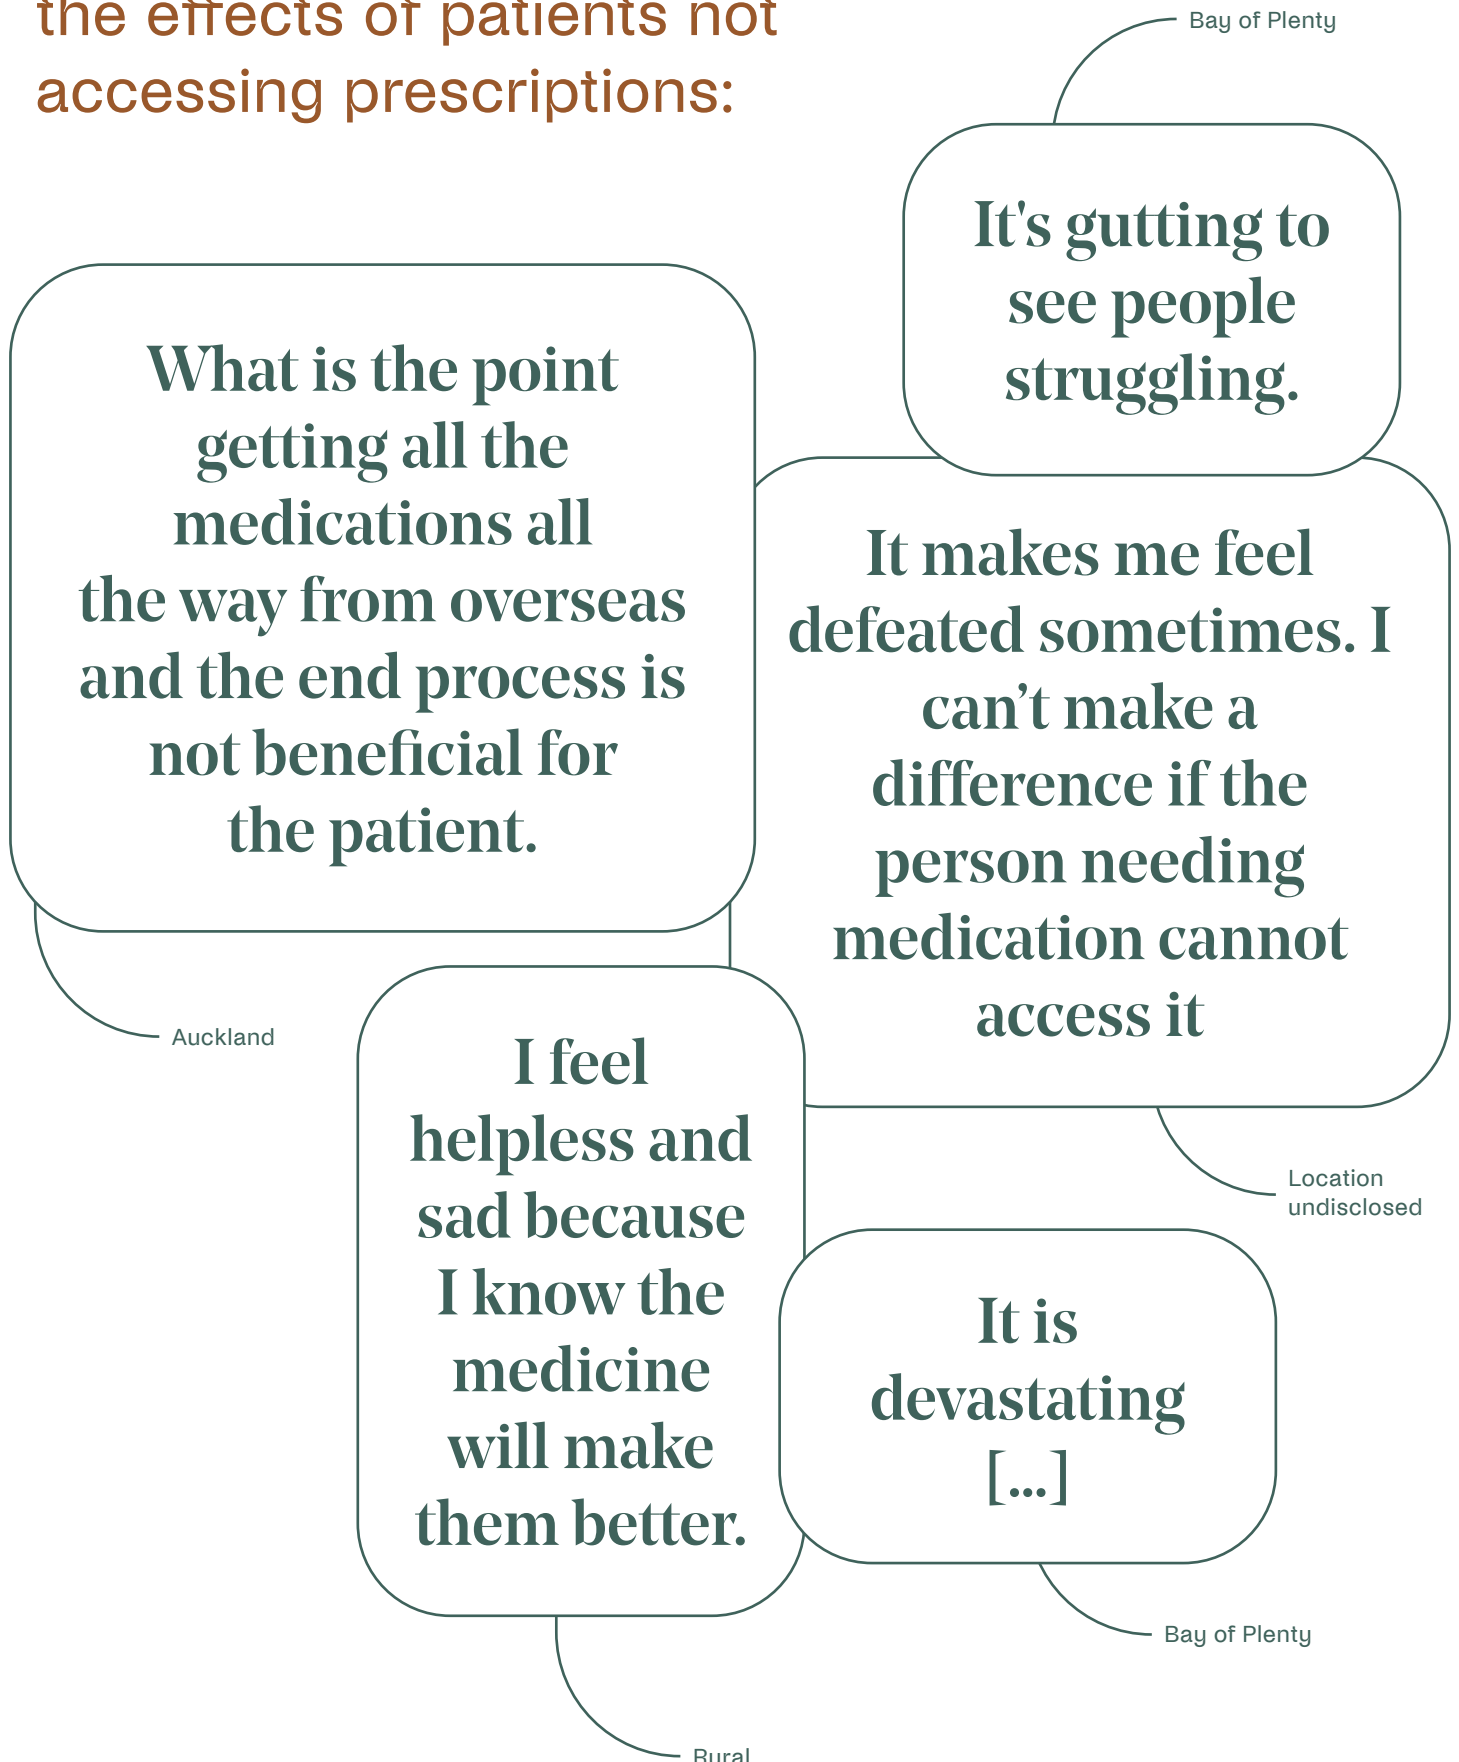 the effects of patients not
accessing prescriptions:
Bay of Plenty
It's gutting to
see people
struggling.
What is the point
getting all the
medications all
the way from overseas
and the end process is
not beneficial for
the patient.
Auckland
It makes me feel
defeated sometimes. I
can’t make a
difference if the
person needing
medication cannot
access it
Location
undisclosed
I feel
helpless and
sad because
I know the
medicine
will make
them better.
Rural
It is
devastating
[...]
Bay of Plenty